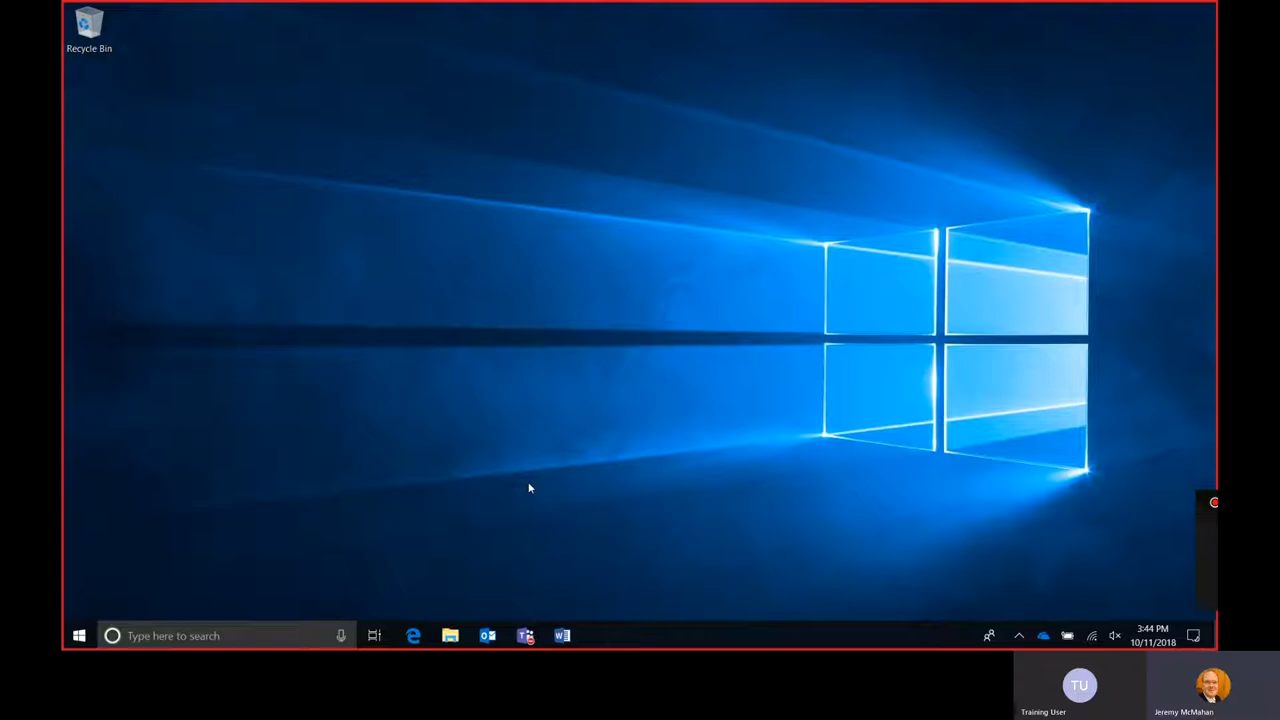 Recycle Bin
Type here to search
3:44 PM
10/11/2018
TU
Training User
Jeremy McMahan